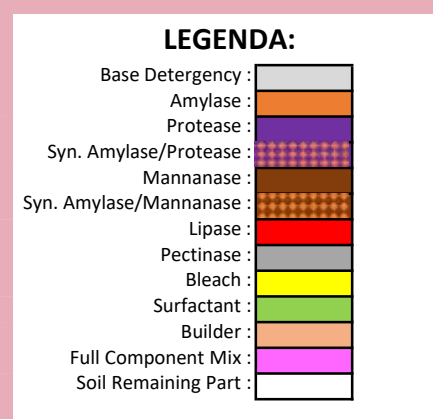 LEGENDA:
Base Detergency :
Amylase :
Protease :
Syn. Amylase/Protease :
Mannanase :
Syn. Amylase/Mannanase :
Lipase :
Pectinase :
Bleach :
Surfactant :
Builder :
Full Component Mix :
Soil Remaining Part :